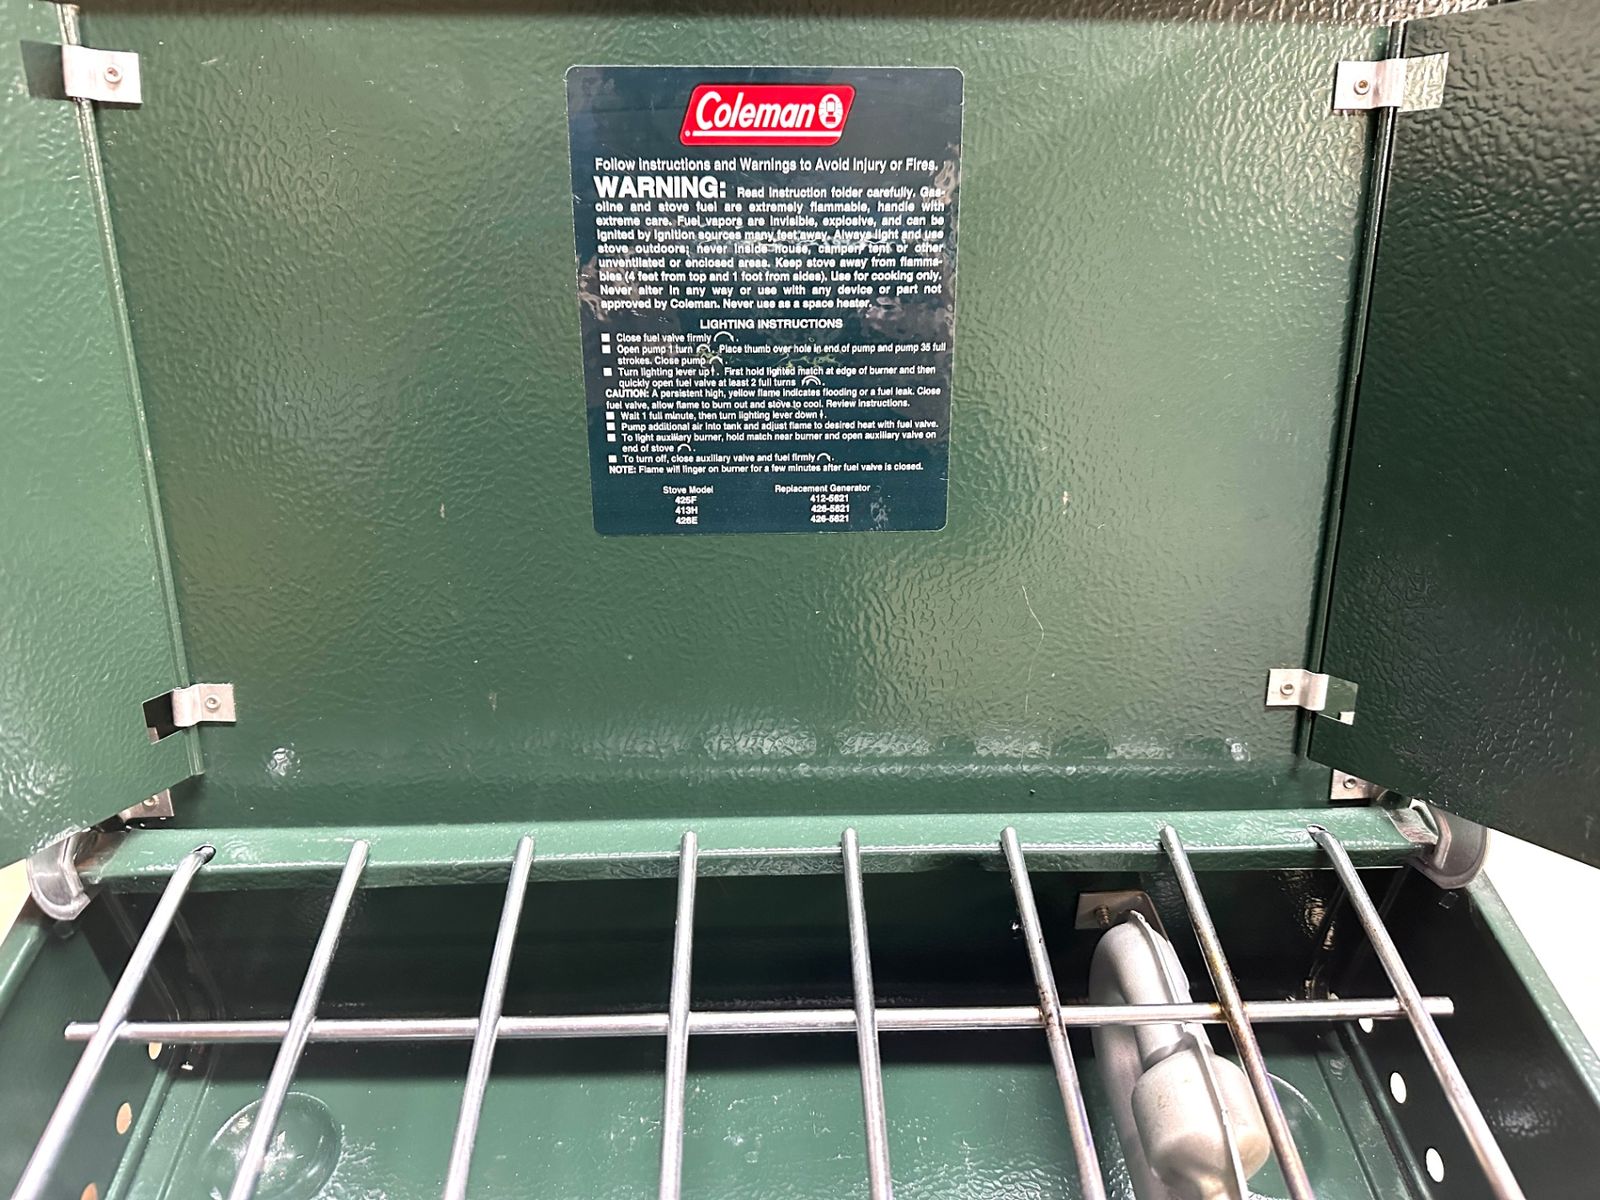 Coleman
Follow Instructions and Warnings to Avoid Injury or Fires.
WARNING: Read instruction folder carefully. Gas-
oline and stove fuel are extremely flammable, handle with
extreme care. Fuel vapors are invisible, explosive, and can be
ignited by ignition sources many feet away. Always light and use
stove outdoors; never inside house, camper, tent or other
unventilated or enclosed areas. Keep stove away from flamma-
bles (4 feet from top and 1 foot from sides). Use for cooking only.
Never alter in any way or use with any device or part not
approved by Coleman. Never use as a space heater.
LIGHTING INSTRUCTIONS
■ Close fuel valve firmly .
■ Open pump 1 turn . Place thumb over hole in end of pump and pump 35 full
strokes. Close pump .
■ Turn lighting lever up . First hold lighted match at edge of burner and then
quickly open fuel valve at least 2 full turns .
CAUTION: A persistent high, yellow flame indicates flooding or a fuel leak. Close
fuel valve, allow flame to burn out and stove to cool. Review instructions.
■ Wait 1 full minute, then turn lighting lever down .
■ Pump additional air into tank and adjust flame to desired heat with fuel valve.
■ To light auxiliary burner, hold match near burner and open auxiliary valve on
end of stove .
■ To turn off, close auxiliary valve and fuel firmly .
NOTE: Flame will linger on burner for a few minutes after fuel valve is closed.
Stove Model Replacement Generator
425F 412-5621
413H 426-5621
426E 426-5621